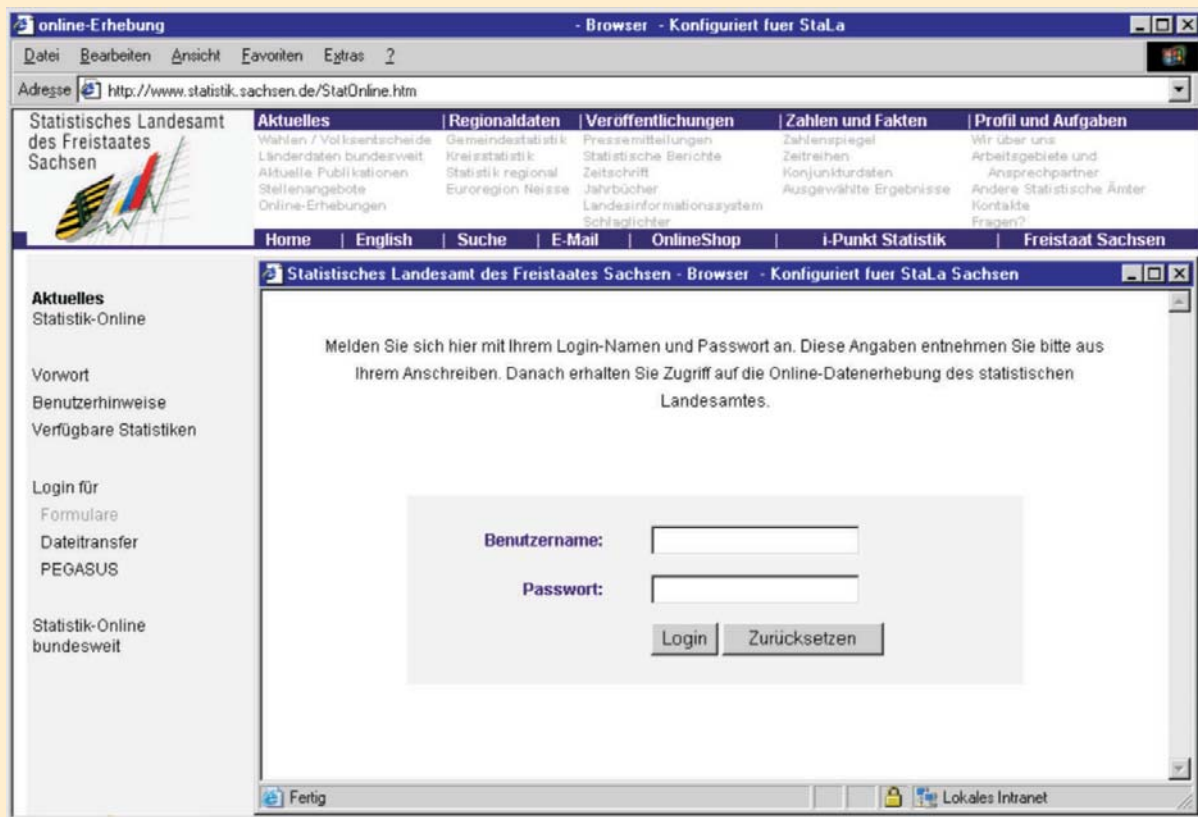 online-Erhebung - Browser - Konfiguriert fuer StaLa
Datei Bearbeiten Ansicht Favoriten Extras ?
Adresse http://www.statistik.sachsen.de/StatOnline.htm
Statistisches Landesamt
des Freistaates
Sachsen
Aktuelles | Regionaldaten | Veröffentlichungen | Zahlen und Fakten | Profil und Aufgaben
Wahlen / Volksentscheide Gemeindestatistik Pressemitteilungen Zahlenspiegel Wir über uns
Länderdaten bundesweit Kreisstatistik Statistische Berichte Zeitreihen Arbeitsgebiete und
Aktuelle Publikationen Statistik regional Zeitschrift Konjunkturdaten Ansprechpartner
Stellenangebote Euroregion Neisse Jahrbücher Ausgewählte Ergebnisse Andere Statistische Ämter
Online-Erhebungen Landesinformationssystem Kontakte
Schlaglichter Fragen?
Home | English | Suche | E-Mail | OnlineShop | i-Punkt Statistik | Freistaat Sachsen
Aktuelles
Statistik-Online
Vorwort
Benutzerhinweise
Verfügbare Statistiken
Login für
Formulare
Dateitransfer
PEGASUS
Statistik-Online
bundesweit
Statistisches Landesamt des Freistaates Sachsen - Browser - Konfiguriert fuer StaLa Sachsen
Melden Sie sich hier mit Ihrem Login-Namen und Passwort an. Diese Angaben entnehmen Sie bitte aus
Ihrem Anschreiben. Danach erhalten Sie Zugriff auf die Online-Datenerhebung des statistischen
Landesamtes.
Benutzername:
Passwort:
Login Zurücksetzen
Fertig Lokales Intranet